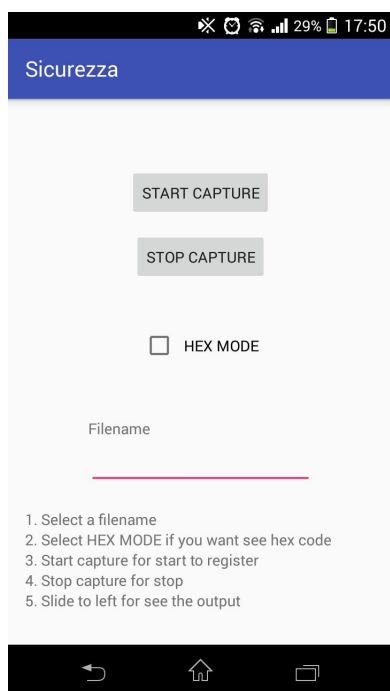 29% 17:50
Sicurezza
START CAPTURE
STOP CAPTURE
HEX MODE
Filename
1. Select a filename
2. Select HEX MODE if you want see hex code
3. Start capture for start to register
4. Stop capture for stop
5. Slide to left for see the output